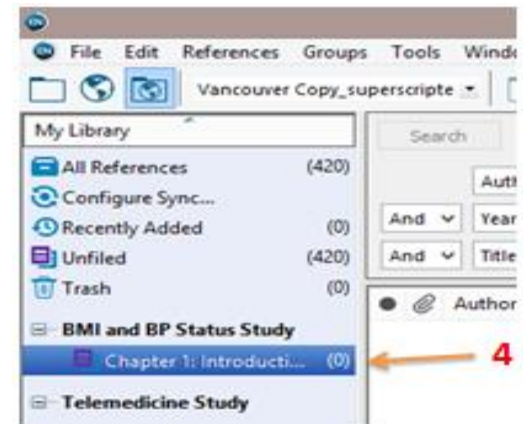 File Edit References Groups Tools Windo
Vancouver Copy_superscripte
My Library
Search
All References (420)
Auth
Configure Sync...
Recently Added (0)
And Year
Unfiled (420)
And Title
Trash (0)
Author
BMI and BP Status Study
Chapter 1: Introducti... (0)
4
Telemedicine Study